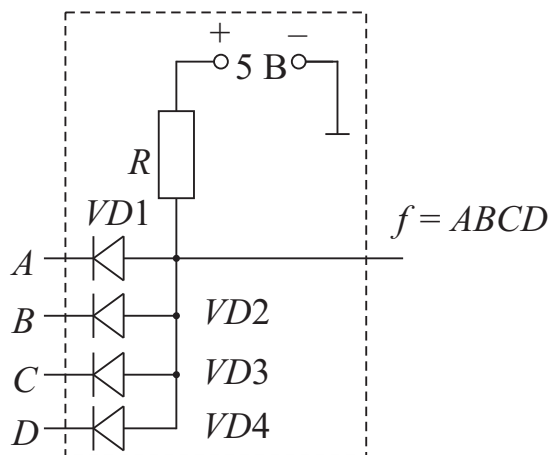 + −
5 В
R
VD1
f = ABCD
A
B VD2
C VD3
D VD4